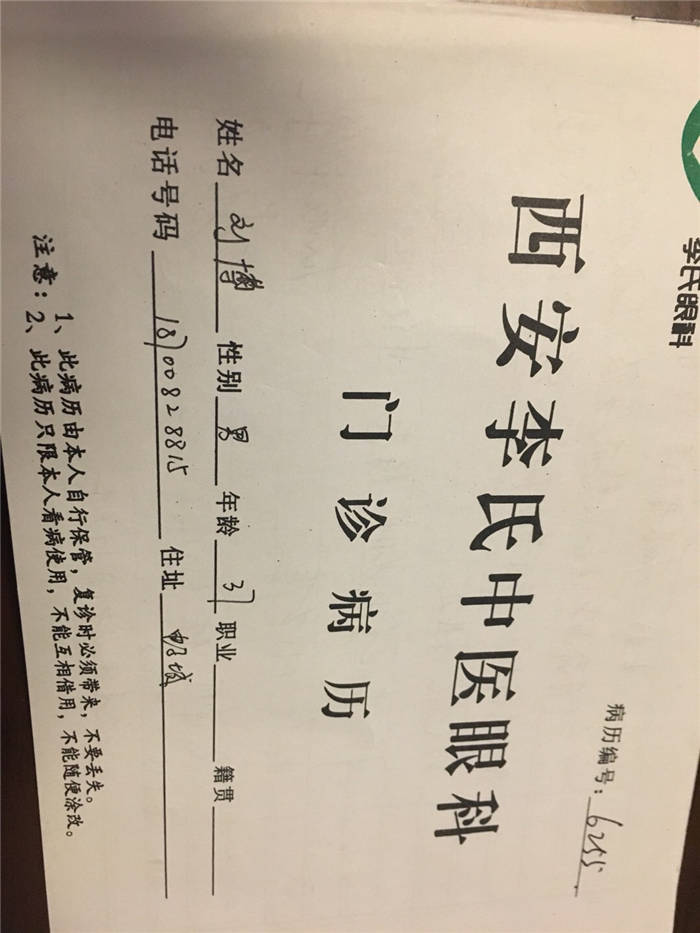 李氏眼科
病历编号：6255
西安李氏中医眼科
门诊病历
姓名 刘博 性别 男 年龄 37 职业 籍贯
电话号码 18700828815 住址
注意：1、此病历由本人自行保管，复诊时必须带来，不要丢失。
2、此病历只限本人看病使用，不能互相借用，不能随便涂改。